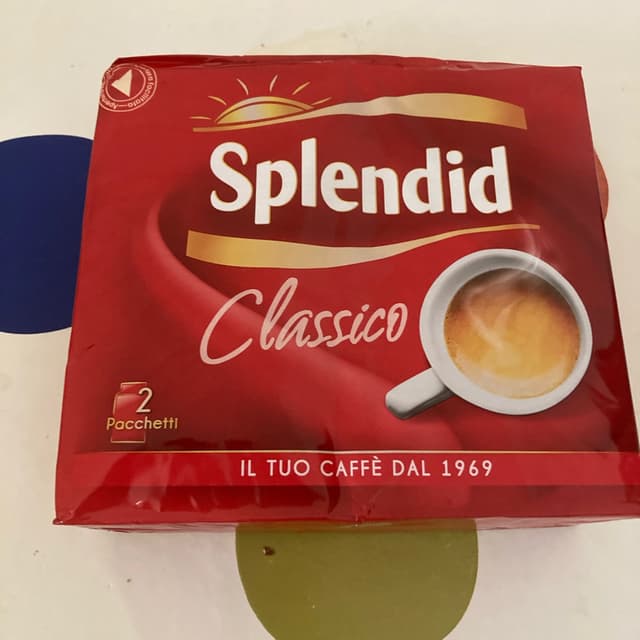 Splendid
Classico
2
Pacchetti
IL TUO CAFFÈ DAL 1969